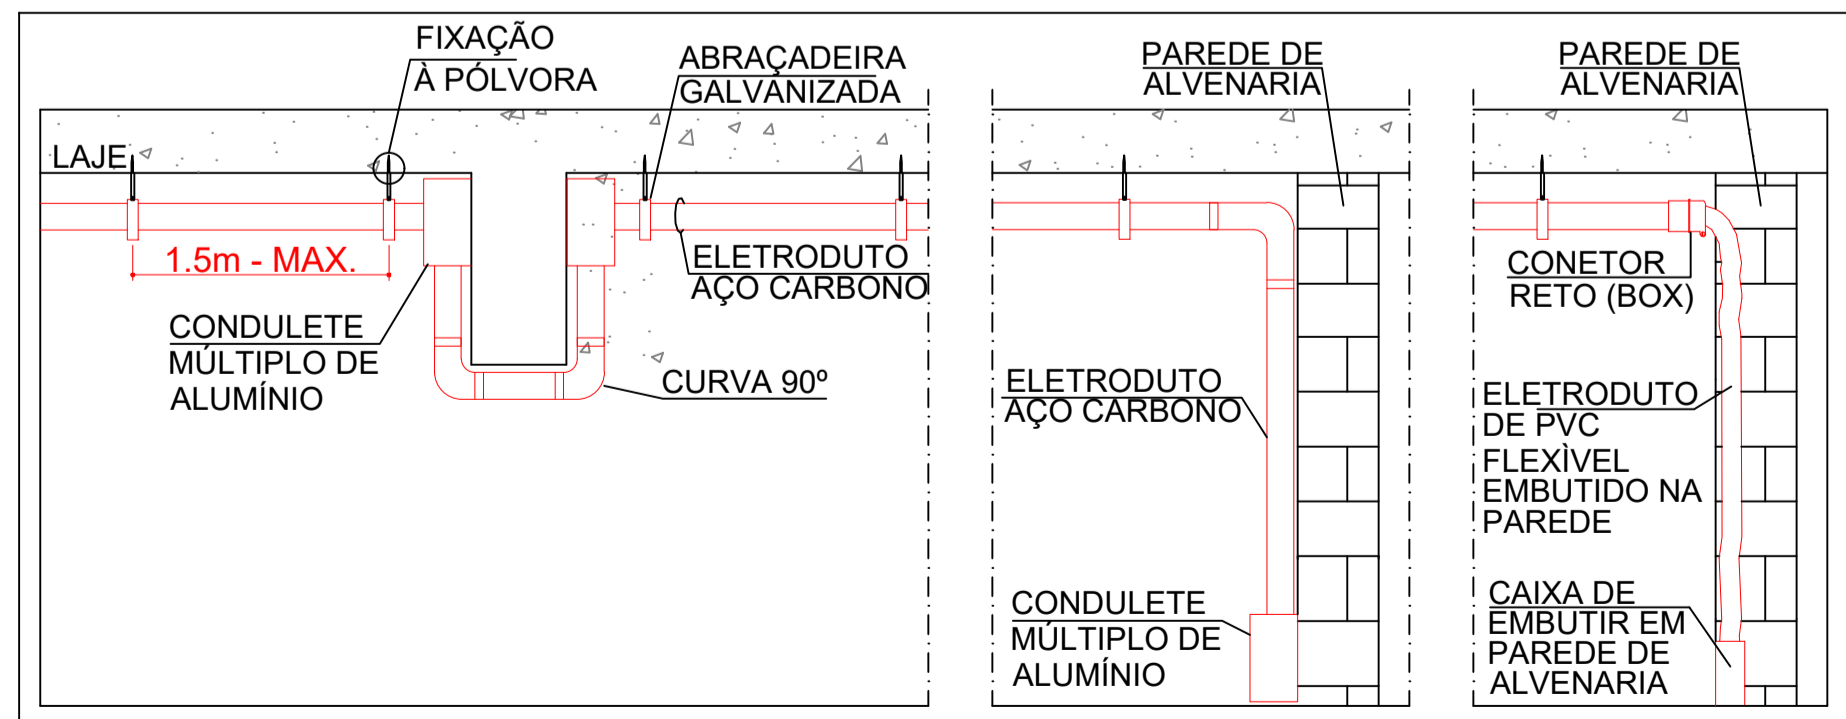 FIXAÇÃO
À PÓLVORA
ABRAÇADEIRA
GALVANIZADA
LAJE
1.5m - MAX.
CONDULETE
MÚLTIPLO DE
ALUMÍNIO
ELETRODUTO
AÇO CARBONO
CURVA 90º
PAREDE DE
ALVENARIA
ELETRODUTO
AÇO CARBONO
CONDULETE
MÚLTIPLO DE
ALUMÍNIO
PAREDE DE
ALVENARIA
CONETOR
RETO (BOX)
ELETRODUTO
DE PVC
FLEXÌVEL
EMBUTIDO NA
PAREDE
CAIXA DE
EMBUTIR EM
PAREDE DE
ALVENARIA